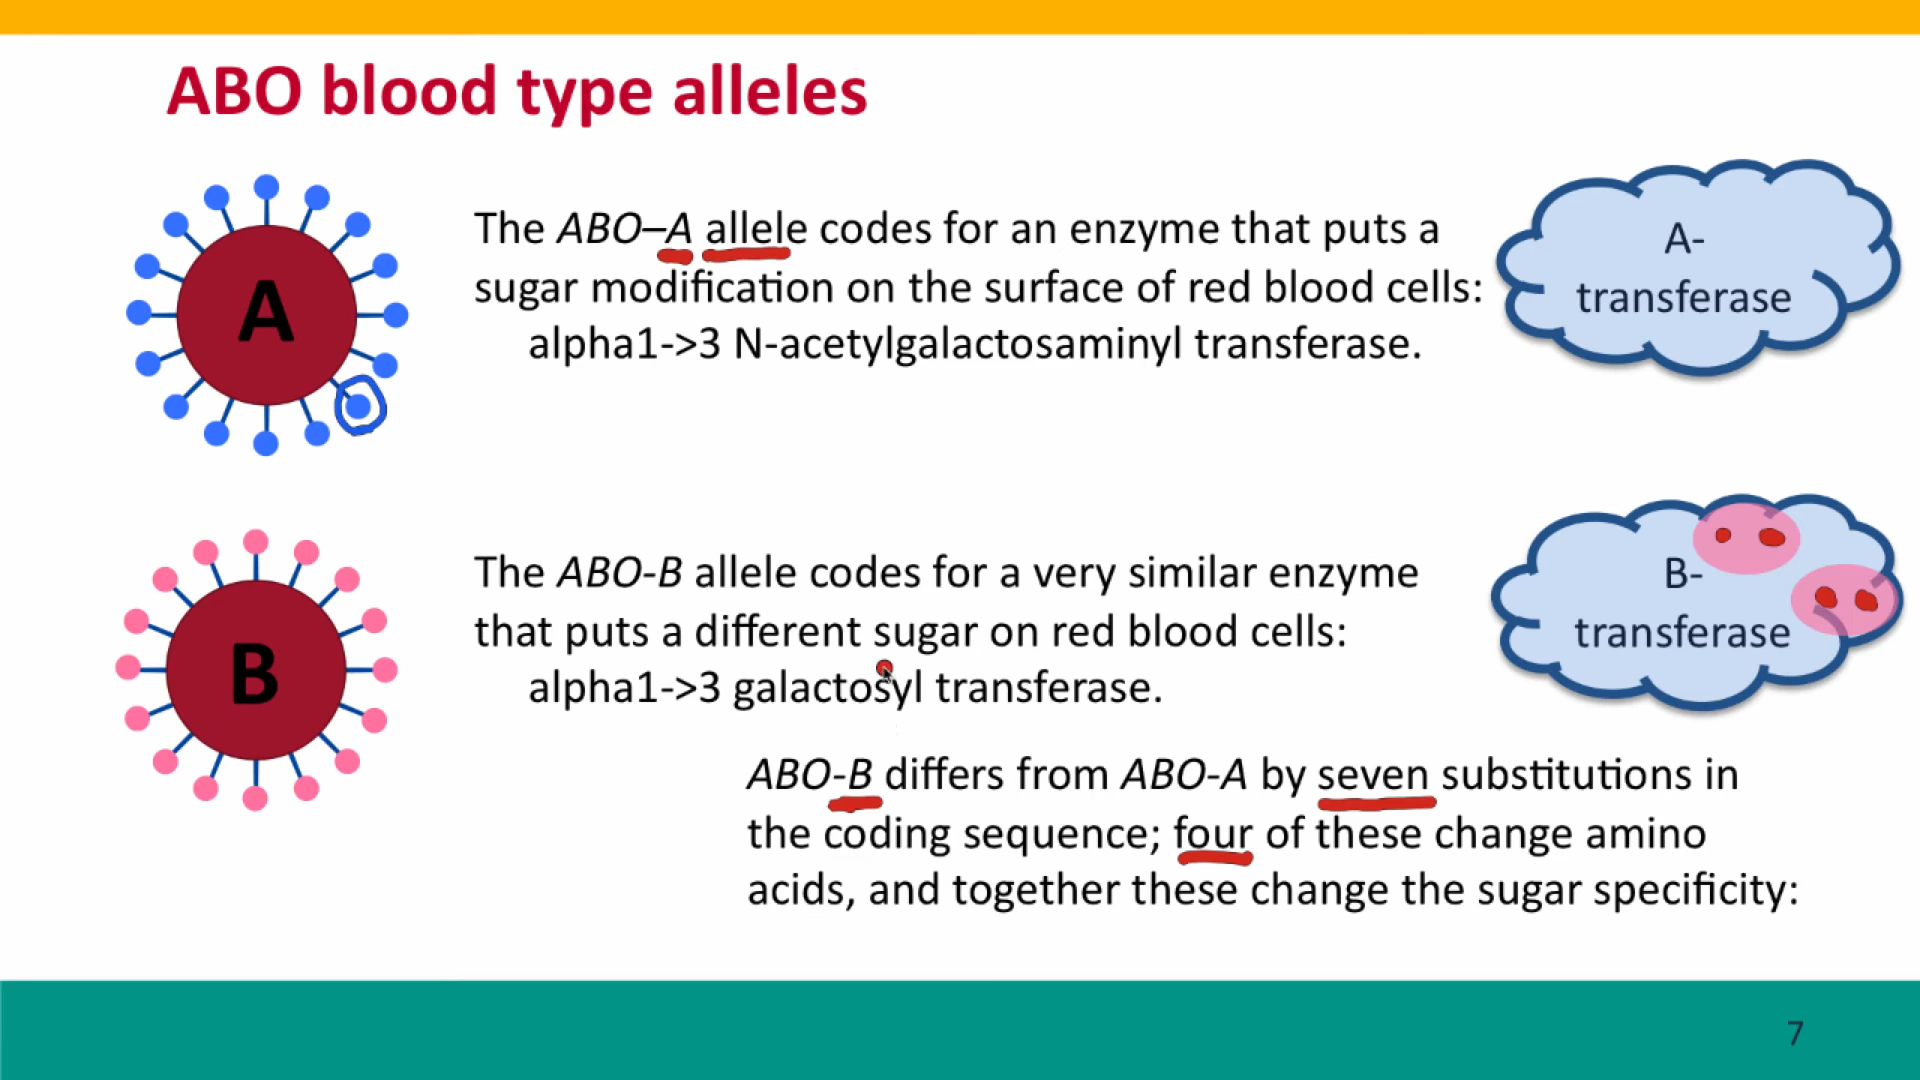 ABO blood type alleles
A
The ABO–A allele codes for an enzyme that puts a
sugar modification on the surface of red blood cells:
alpha1->3 N-acetylgalactosaminyl transferase.
A-
transferase
B
The ABO-B allele codes for a very similar enzyme
that puts a different sugar on red blood cells:
alpha1->3 galactosyl transferase.
B-
transferase
ABO-B differs from ABO-A by seven substitutions in
the coding sequence; four of these change amino
acids, and together these change the sugar specificity:
7